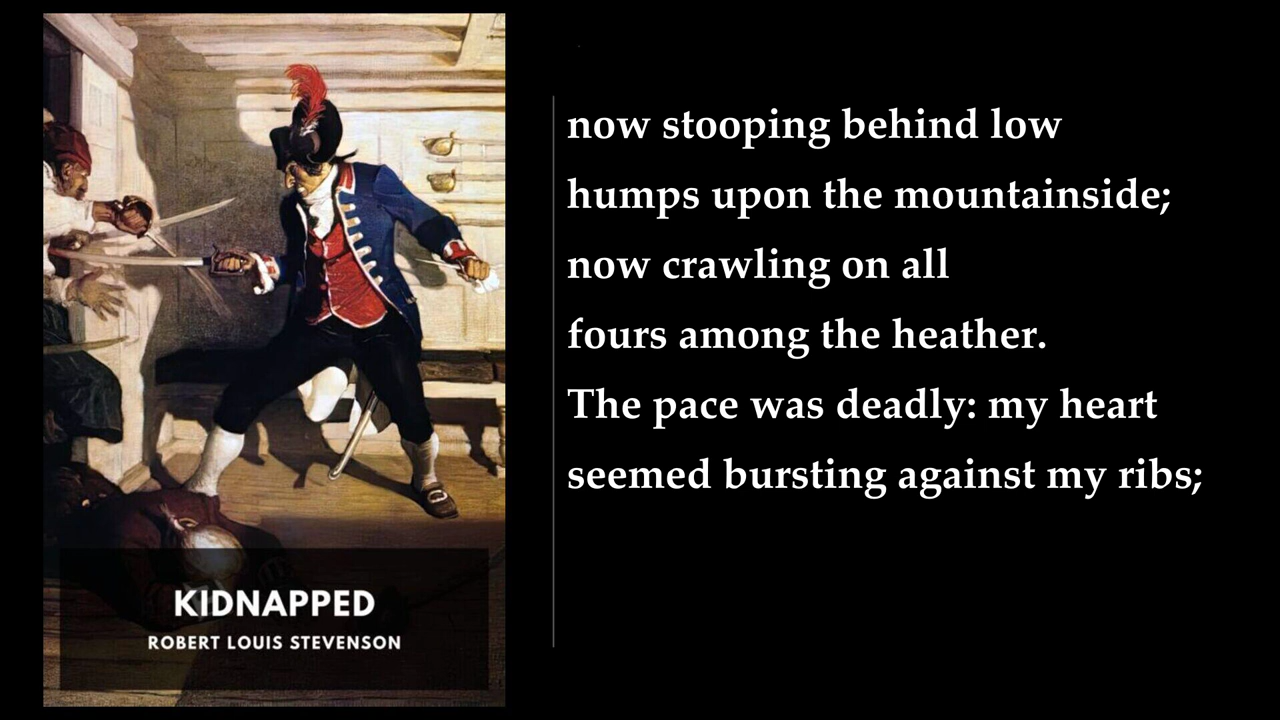 KIDNAPPED
ROBERT LOUIS STEVENSON
now stooping behind low
humps upon the mountainside;
now crawling on all
fours among the heather.
The pace was deadly: my heart
seemed bursting against my ribs;